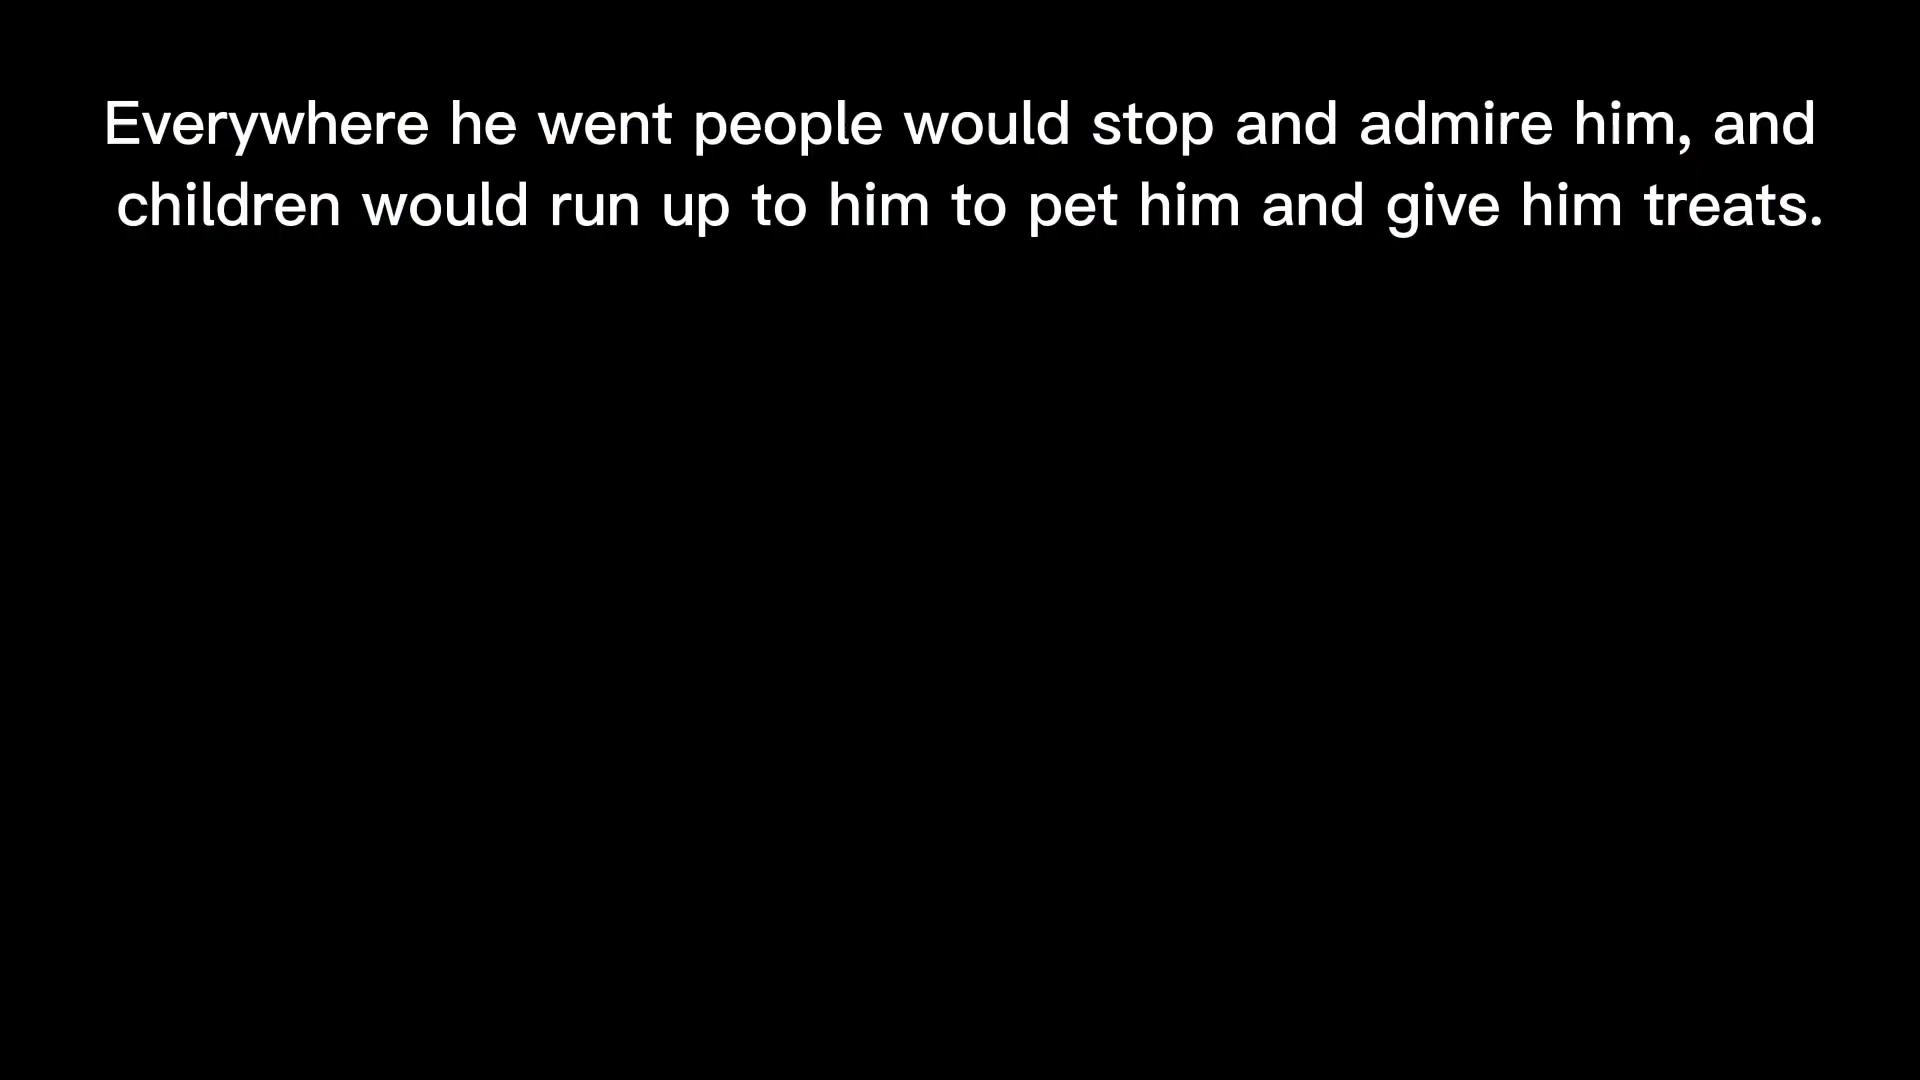 Everywhere he went people would stop and admire him, and
children would run up to him to pet him and give him treats.